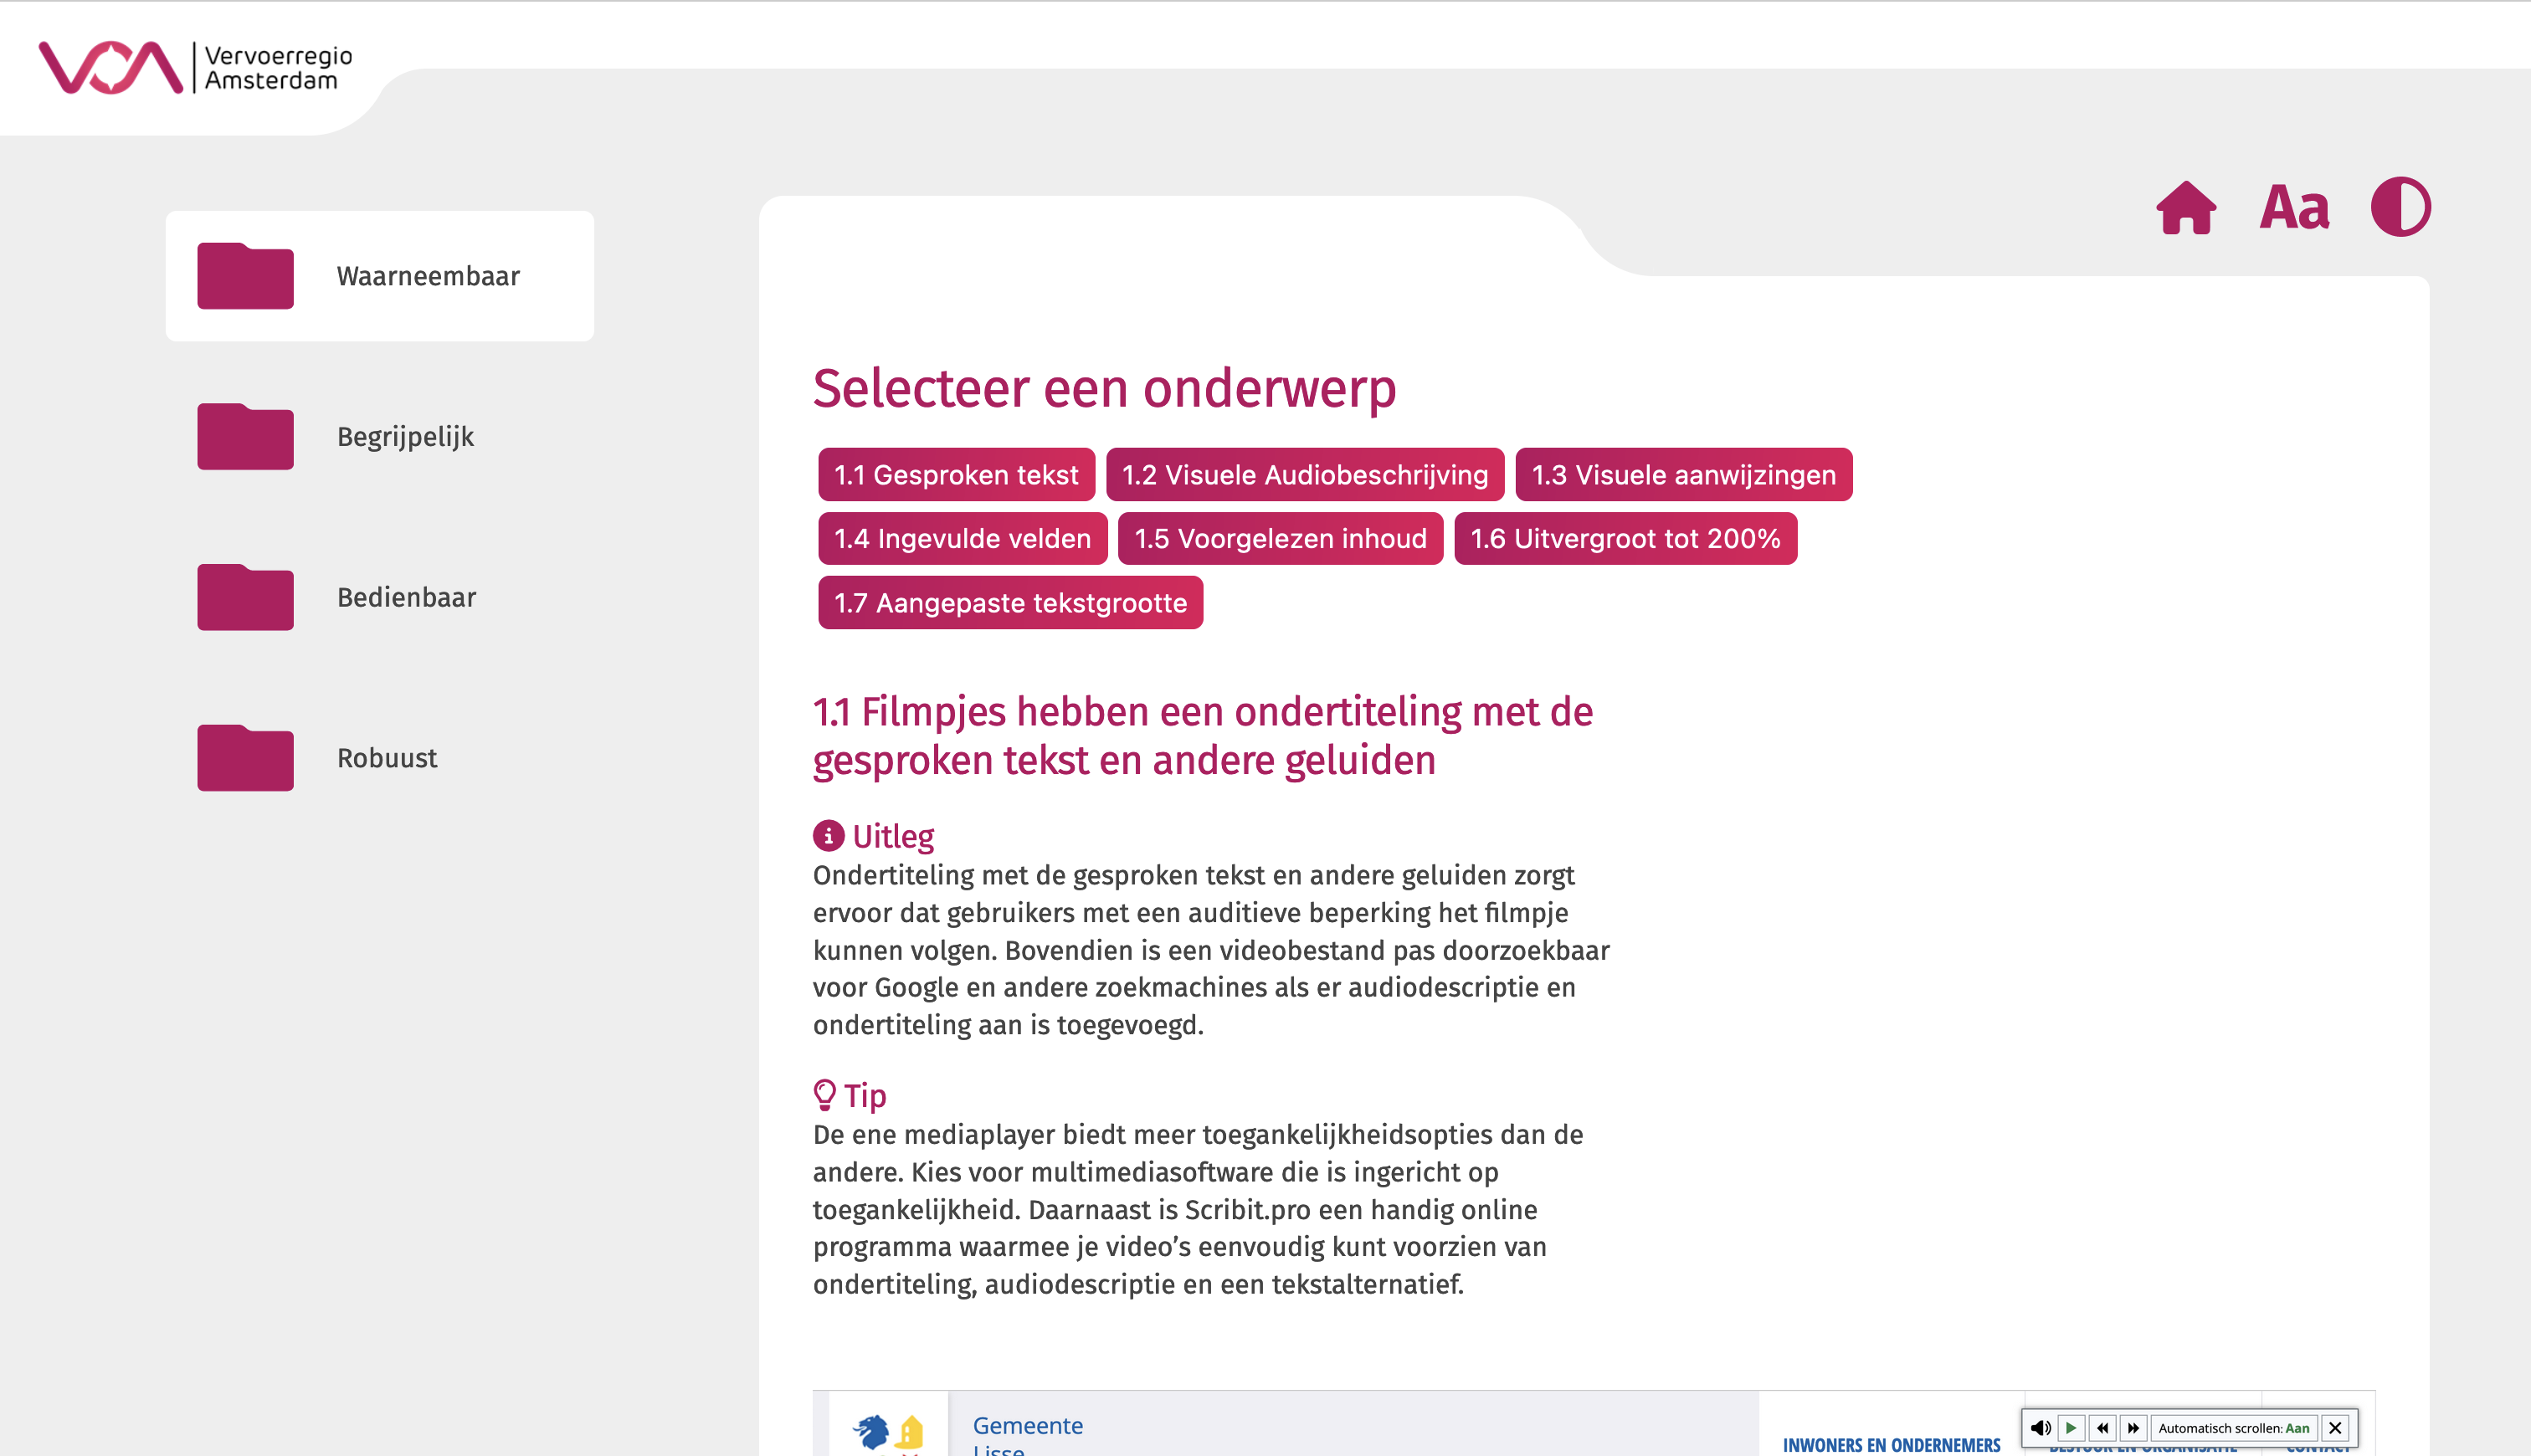 Vervoerregio
Amsterdam
Aa
Waarneembaar
Begrijpelijk
Bedienbaar
Robuust
Selecteer een onderwerp
1.1 Gesproken tekst
1.2 Visuele Audiobeschrijving
1.3 Visuele aanwijzingen
1.4 Ingevulde velden
1.5 Voorgelezen inhoud
1.6 Uitvergroot tot 200%
1.7 Aangepaste tekstgrootte
1.1 Filmpjes hebben een ondertiteling met de
gesproken tekst en andere geluiden
Uitleg
Ondertiteling met de gesproken tekst en andere geluiden zorgt
ervoor dat gebruikers met een auditieve beperking het filmpje
kunnen volgen. Bovendien is een videobestand pas doorzoekbaar
voor Google en andere zoekmachines als er audiodescriptie en
ondertiteling aan is toegevoegd.
Tip
De ene mediaplayer biedt meer toegankelijkheidsopties dan de
andere. Kies voor multimediasoftware die is ingericht op
toegankelijkheid. Daarnaast is Scribit.pro een handig online
programma waarmee je video’s eenvoudig kunt voorzien van
ondertiteling, audiodescriptie en een tekstalternatief.
Gemeente
Lisse
INWONERS EN ONDERNEMERS
BESTUUR EN ORGANISATIE
CONTACT
Automatisch scrollen: Aan